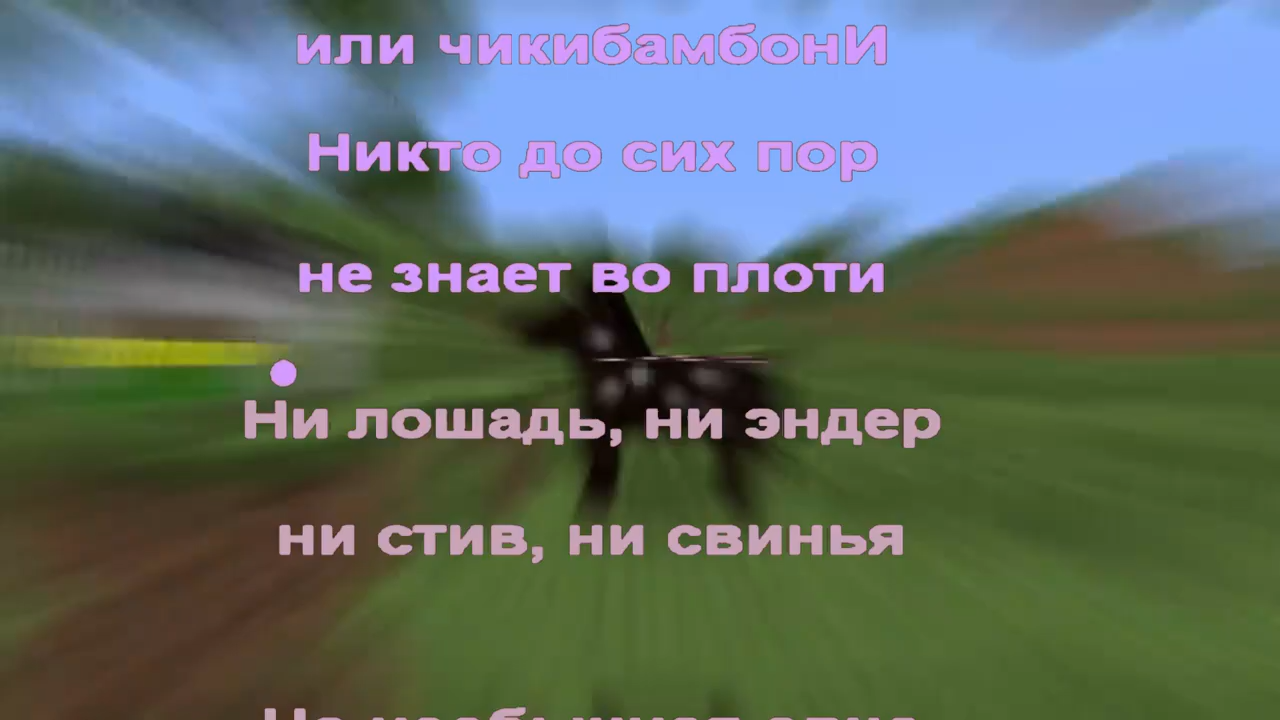 или чикибамбонИ
Никто до сих пор
не знает во плоти
Ни лошадь, ни эндер
ни стив, ни свинья